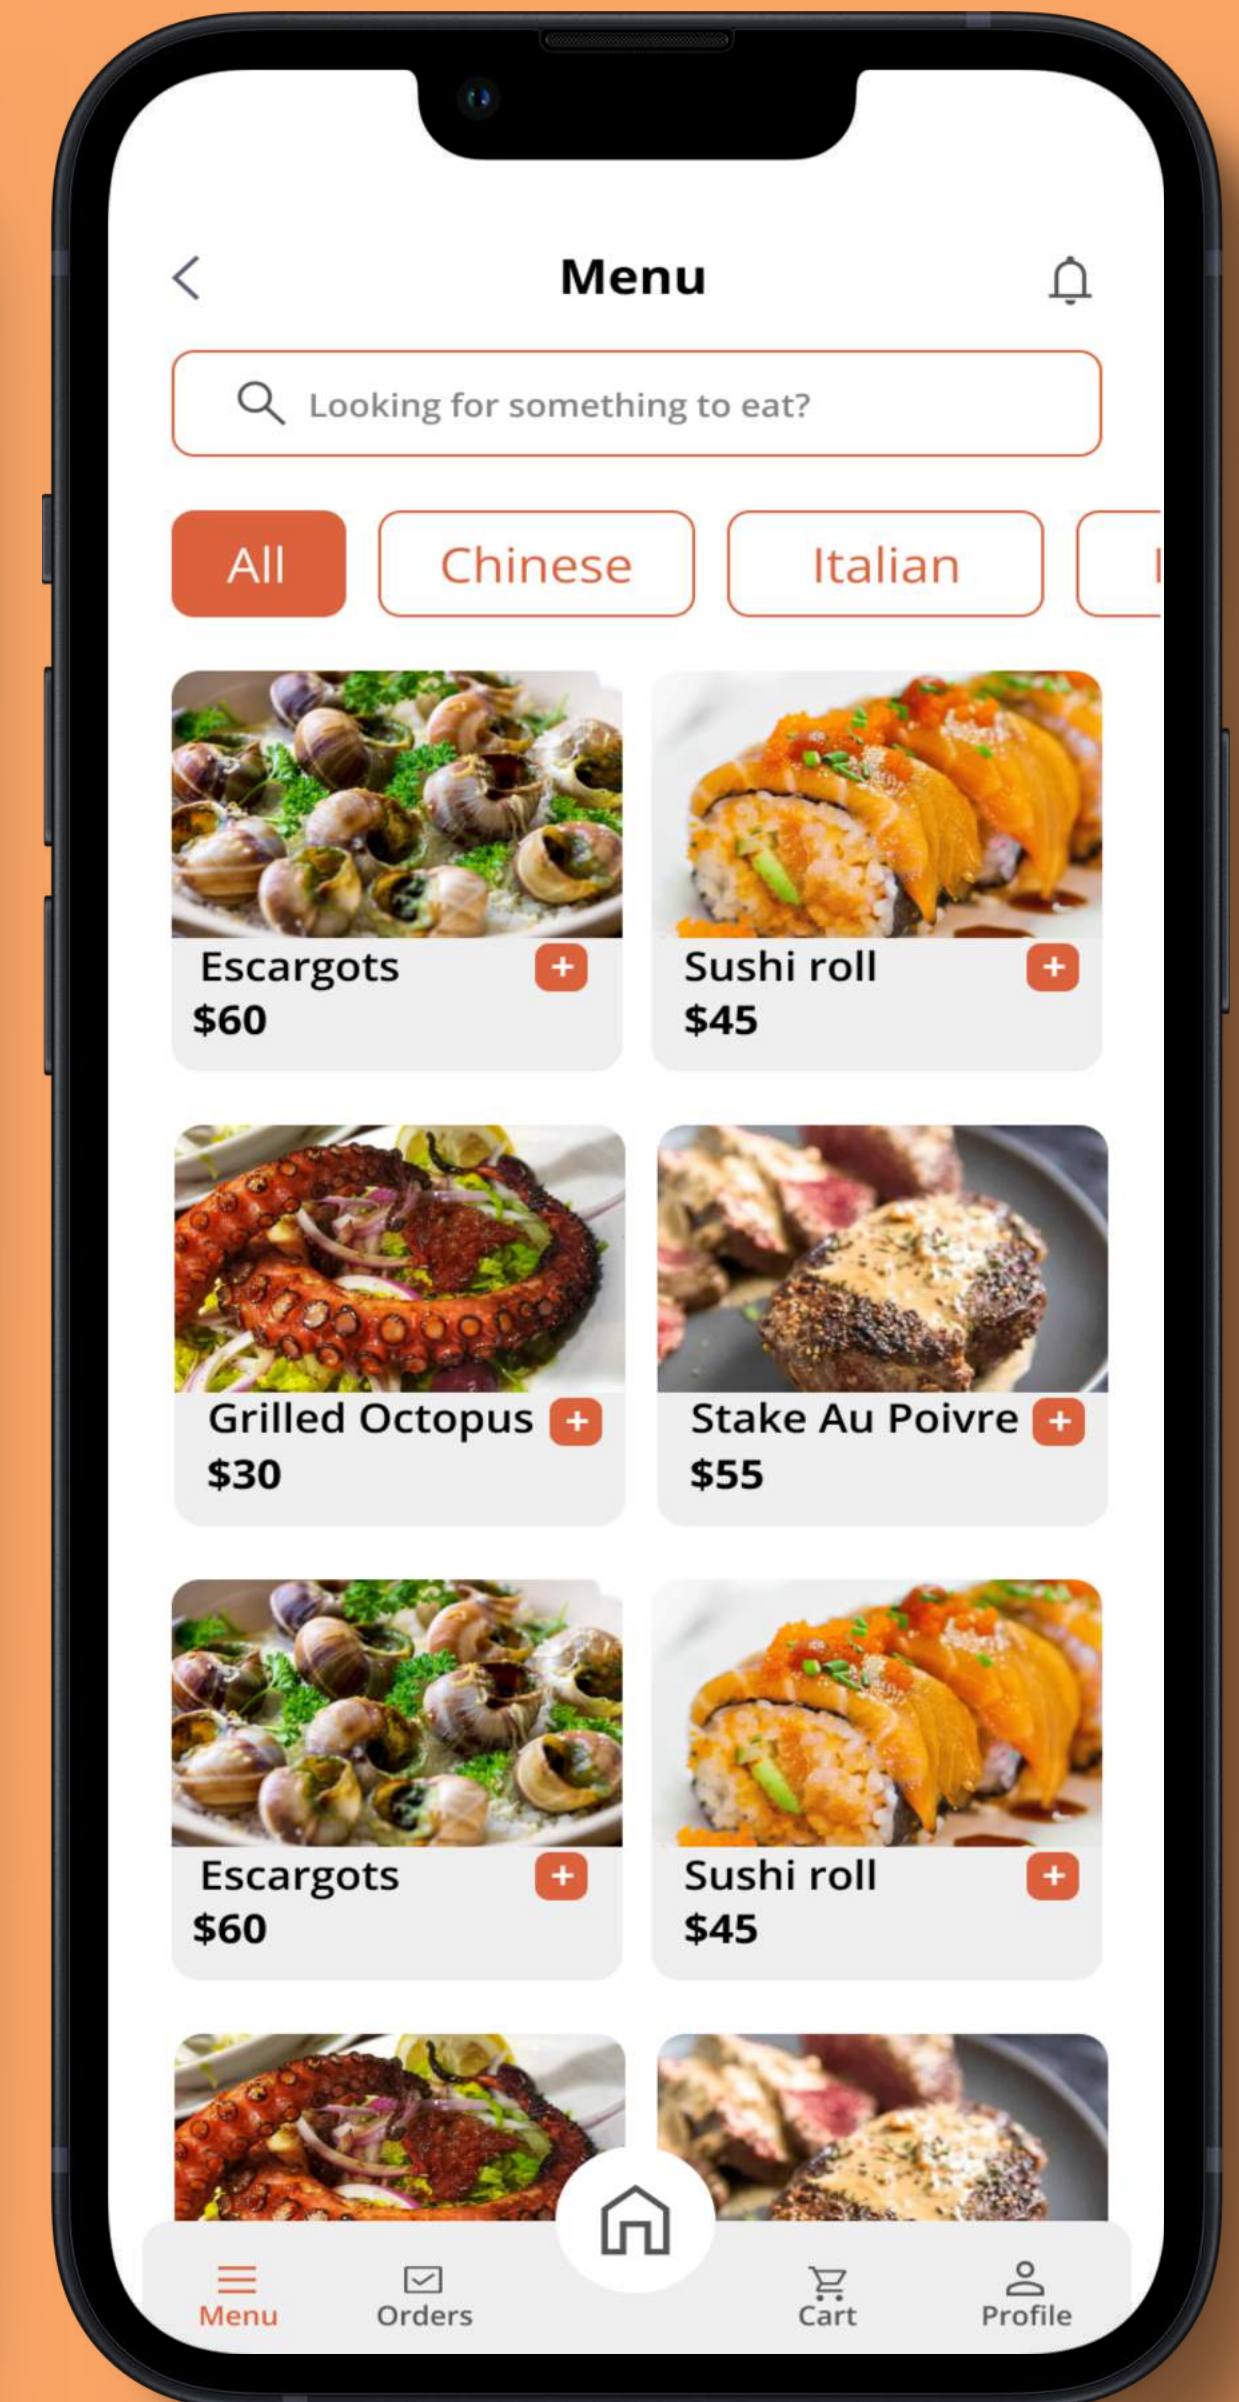 Menu
Looking for something to eat?
All Chinese Italian
Escargots + Sushi roll +
$60 $45
Grilled Octopus + Stake Au Poivre +
$30 $55
Escargots + Sushi roll +
$60 $45
Menu Orders Cart Profile